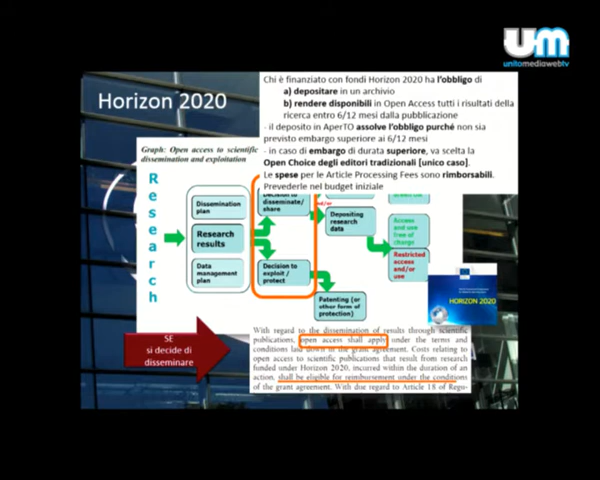 um
unitomediawebtv
Horizon 2020
Chi è finanziato con fondi Horizon 2020 ha l'obbligo di
a) depositare in un archivio
b) rendere disponibili in Open Access tutti i risultati della
ricerca entro 6/12 mesi dalla pubblicazione
- il deposito in AperTO assolve l'obbligo purché non sia
previsto embargo superiore ai 6/12 mesi
- in caso di embargo di durata superiore, va scelta la
Open Choice degli editori tradizionali [unico caso].
Le spese per le Article Processing Fees sono rimborsabili.
Prevederle nel budget iniziale
Graph: Open access to scientific
dissemination and exploitation
Research
Dissemination
plan
Research
results
Data
management
plan
Decision to
disseminate/
share
Decision to
exploit /
protect
and/or
Depositing
research
data
Patenting (or
other form of
protection)
Access
and use
free of
charge
Restricted
access
and/or
use
HORIZON 2020
SE
si decide di
disseminare
With regard to the dissemination of results through scientific
publications, open access shall apply under the terms and
conditions laid down in the grant agreement. Costs relating to
open access to scientific publications that result from research
funded under Horizon 2020, incurred within the duration of an
action, shall be eligible for reimbursement under the conditions
of the grant agreement. With due regard to Article 18 of Regu-